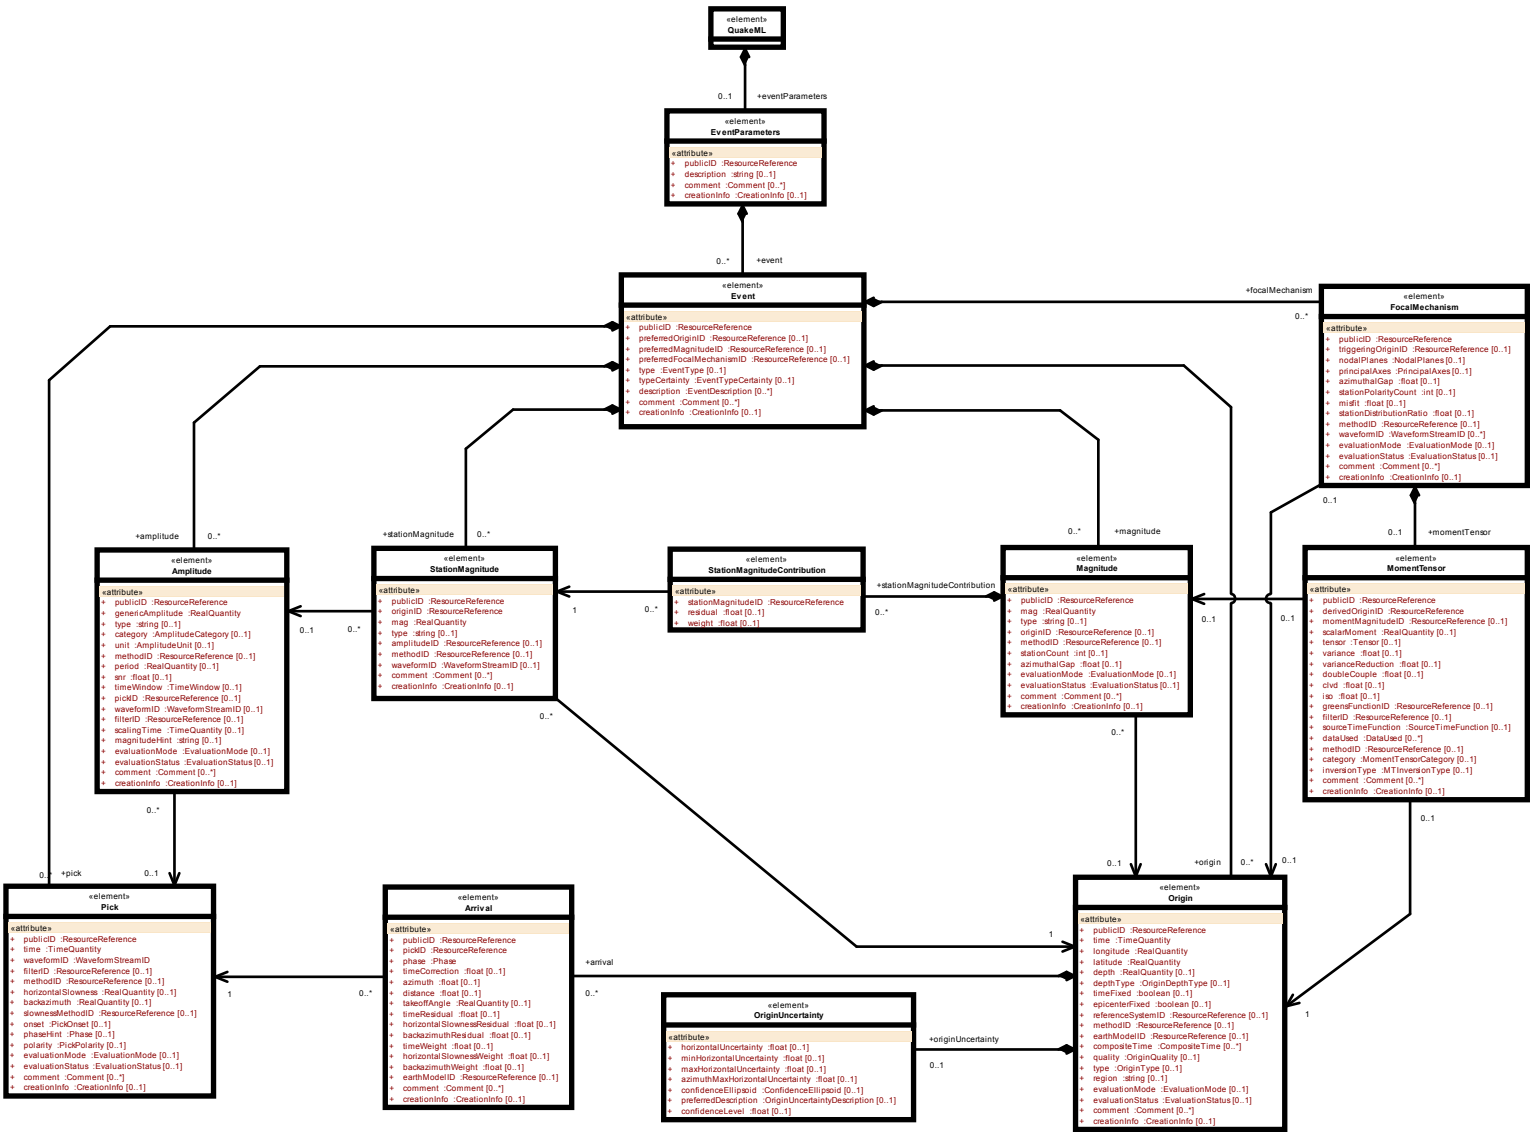 «element»
QuakeML
0..1 +eventParameters
«element»
EventParameters
«attribute»
+ publicID :ResourceReference
+ description :string [0..1]
+ comment :Comment [0..*]
+ creationInfo :CreationInfo [0..1]
0..* +event
«element»
Event
«attribute»
+ publicID :ResourceReference
+ preferredOriginID :ResourceReference [0..1]
+ preferredMagnitudeID :ResourceReference [0..1]
+ preferredFocalMechanismID :ResourceReference [0..1]
+ type :EventType [0..1]
+ typeCertainty :EventTypeCertainty [0..1]
+ description :EventDescription [0..*]
+ comment :Comment [0..*]
+ creationInfo :CreationInfo [0..1]
+focalMechanism
0..*
«element»
FocalMechanism
«attribute»
+ publicID :ResourceReference
+ triggeringOriginID :ResourceReference [0..1]
+ nodalPlanes :NodalPlanes [0..1]
+ principalAxes :PrincipalAxes [0..1]
+ azimuthalGap :float [0..1]
+ stationPolarityCount :int [0..1]
+ misfit :float [0..1]
+ stationDistributionRatio :float [0..1]
+ methodID :ResourceReference [0..1]
+ waveformID :WaveformStreamID [0..*]
+ evaluationMode :EvaluationMode [0..1]
+ evaluationStatus :EvaluationStatus [0..1]
+ comment :Comment [0..*]
+ creationInfo :CreationInfo [0..1]
0..1
0..1 +momentTensor
+amplitude 0..*
«element»
Amplitude
«attribute»
+ publicID :ResourceReference
+ genericAmplitude :RealQuantity
+ type :string [0..1]
+ category :AmplitudeCategory [0..1]
+ unit :AmplitudeUnit [0..1]
+ methodID :ResourceReference [0..1]
+ period :RealQuantity [0..1]
+ snr :float [0..1]
+ timeWindow :TimeWindow [0..1]
+ pickID :ResourceReference [0..1]
+ waveformID :WaveformStreamID [0..1]
+ filterID :ResourceReference [0..1]
+ scalingTime :TimeQuantity [0..1]
+ magnitudeHint :string [0..1]
+ evaluationMode :EvaluationMode [0..1]
+ evaluationStatus :EvaluationStatus [0..1]
+ comment :Comment [0..*]
+ creationInfo :CreationInfo [0..1]
0..1 0..*
+stationMagnitude 0..*
«element»
StationMagnitude
«attribute»
+ publicID :ResourceReference
+ originID :ResourceReference
+ mag :RealQuantity
+ type :string [0..1]
+ amplitudeID :ResourceReference [0..1]
+ methodID :ResourceReference [0..1]
+ waveformID :WaveformStreamID [0..1]
+ comment :Comment [0..*]
+ creationInfo :CreationInfo [0..1]
0..*
1 0..*
«element»
StationMagnitudeContribution
«attribute»
+ stationMagnitudeID :ResourceReference
+ residual :float [0..1]
+ weight :float [0..1]
+stationMagnitudeContribution
0..*
0..* +magnitude
«element»
Magnitude
«attribute»
+ publicID :ResourceReference
+ mag :RealQuantity
+ type :string [0..1]
+ originID :ResourceReference [0..1]
+ methodID :ResourceReference [0..1]
+ stationCount :int [0..1]
+ azimuthalGap :float [0..1]
+ evaluationMode :EvaluationMode [0..1]
+ evaluationStatus :EvaluationStatus [0..1]
+ comment :Comment [0..*]
+ creationInfo :CreationInfo [0..1]
0..*
0..1 0..1
«element»
MomentTensor
«attribute»
+ publicID :ResourceReference
+ derivedOriginID :ResourceReference
+ momentMagnitudeID :ResourceReference [0..1]
+ scalarMoment :RealQuantity [0..1]
+ tensor :Tensor [0..1]
+ variance :float [0..1]
+ varianceReduction :float [0..1]
+ doubleCouple :float [0..1]
+ clvd :float [0..1]
+ iso :float [0..1]
+ greensFunctionID :ResourceReference [0..1]
+ filterID :ResourceReference [0..1]
+ sourceTimeFunction :SourceTimeFunction [0..1]
+ dataUsed :DataUsed [0..*]
+ methodID :ResourceReference [0..1]
+ category :MomentTensorCategory [0..1]
+ inversionType :MTInversionType [0..1]
+ comment :Comment [0..*]
+ creationInfo :CreationInfo [0..1]
0..1
0..*
0..1
0..* +pick
«element»
Pick
«attribute»
+ publicID :ResourceReference
+ time :TimeQuantity
+ waveformID :WaveformStreamID
+ filterID :ResourceReference [0..1]
+ methodID :ResourceReference [0..1]
+ horizontalSlowness :RealQuantity [0..1]
+ backazimuth :RealQuantity [0..1]
+ slownessMethodID :ResourceReference [0..1]
+ onset :PickOnset [0..1]
+ phaseHint :Phase [0..1]
+ polarity :PickPolarity [0..1]
+ evaluationMode :EvaluationMode [0..1]
+ evaluationStatus :EvaluationStatus [0..1]
+ comment :Comment [0..*]
+ creationInfo :CreationInfo [0..1]
1 0..*
«element»
Arrival
«attribute»
+ publicID :ResourceReference
+ pickID :ResourceReference
+ phase :Phase
+ timeCorrection :float [0..1]
+ azimuth :float [0..1]
+ distance :float [0..1]
+ takeoffAngle :RealQuantity [0..1]
+ timeResidual :float [0..1]
+ horizontalSlownessResidual :float [0..1]
+ backazimuthResidual :float [0..1]
+ timeWeight :float [0..1]
+ horizontalSlownessWeight :float [0..1]
+ backazimuthWeight :float [0..1]
+ earthModelID :ResourceReference [0..1]
+ comment :Comment [0..*]
+ creationInfo :CreationInfo [0..1]
+arrival
0..*
«element»
OriginUncertainty
«attribute»
+ horizontalUncertainty :float [0..1]
+ minHorizontalUncertainty :float [0..1]
+ maxHorizontalUncertainty :float [0..1]
+ azimuthMaxHorizontalUncertainty :float [0..1]
+ confidenceEllipsoid :ConfidenceEllipsoid [0..1]
+ preferredDescription :OriginUncertaintyDescription [0..1]
+ confidenceLevel :float [0..1]
+originUncertainty
0..1
1
0..1 +origin 0..* 0..1
«element»
Origin
«attribute»
+ publicID :ResourceReference
+ time :TimeQuantity
+ longitude :RealQuantity
+ latitude :RealQuantity
+ depth :RealQuantity [0..1]
+ depthType :OriginDepthType [0..1]
+ timeFixed :boolean [0..1]
+ epicenterFixed :boolean [0..1]
+ referenceSystemID :ResourceReference [0..1]
+ methodID :ResourceReference [0..1]
+ earthModelID :ResourceReference [0..1]
+ compositeTime :CompositeTime [0..*]
+ quality :OriginQuality [0..1]
+ type :OriginType [0..1]
+ region :string [0..1]
+ evaluationMode :EvaluationMode [0..1]
+ evaluationStatus :EvaluationStatus [0..1]
+ comment :Comment [0..*]
+ creationInfo :CreationInfo [0..1]
1